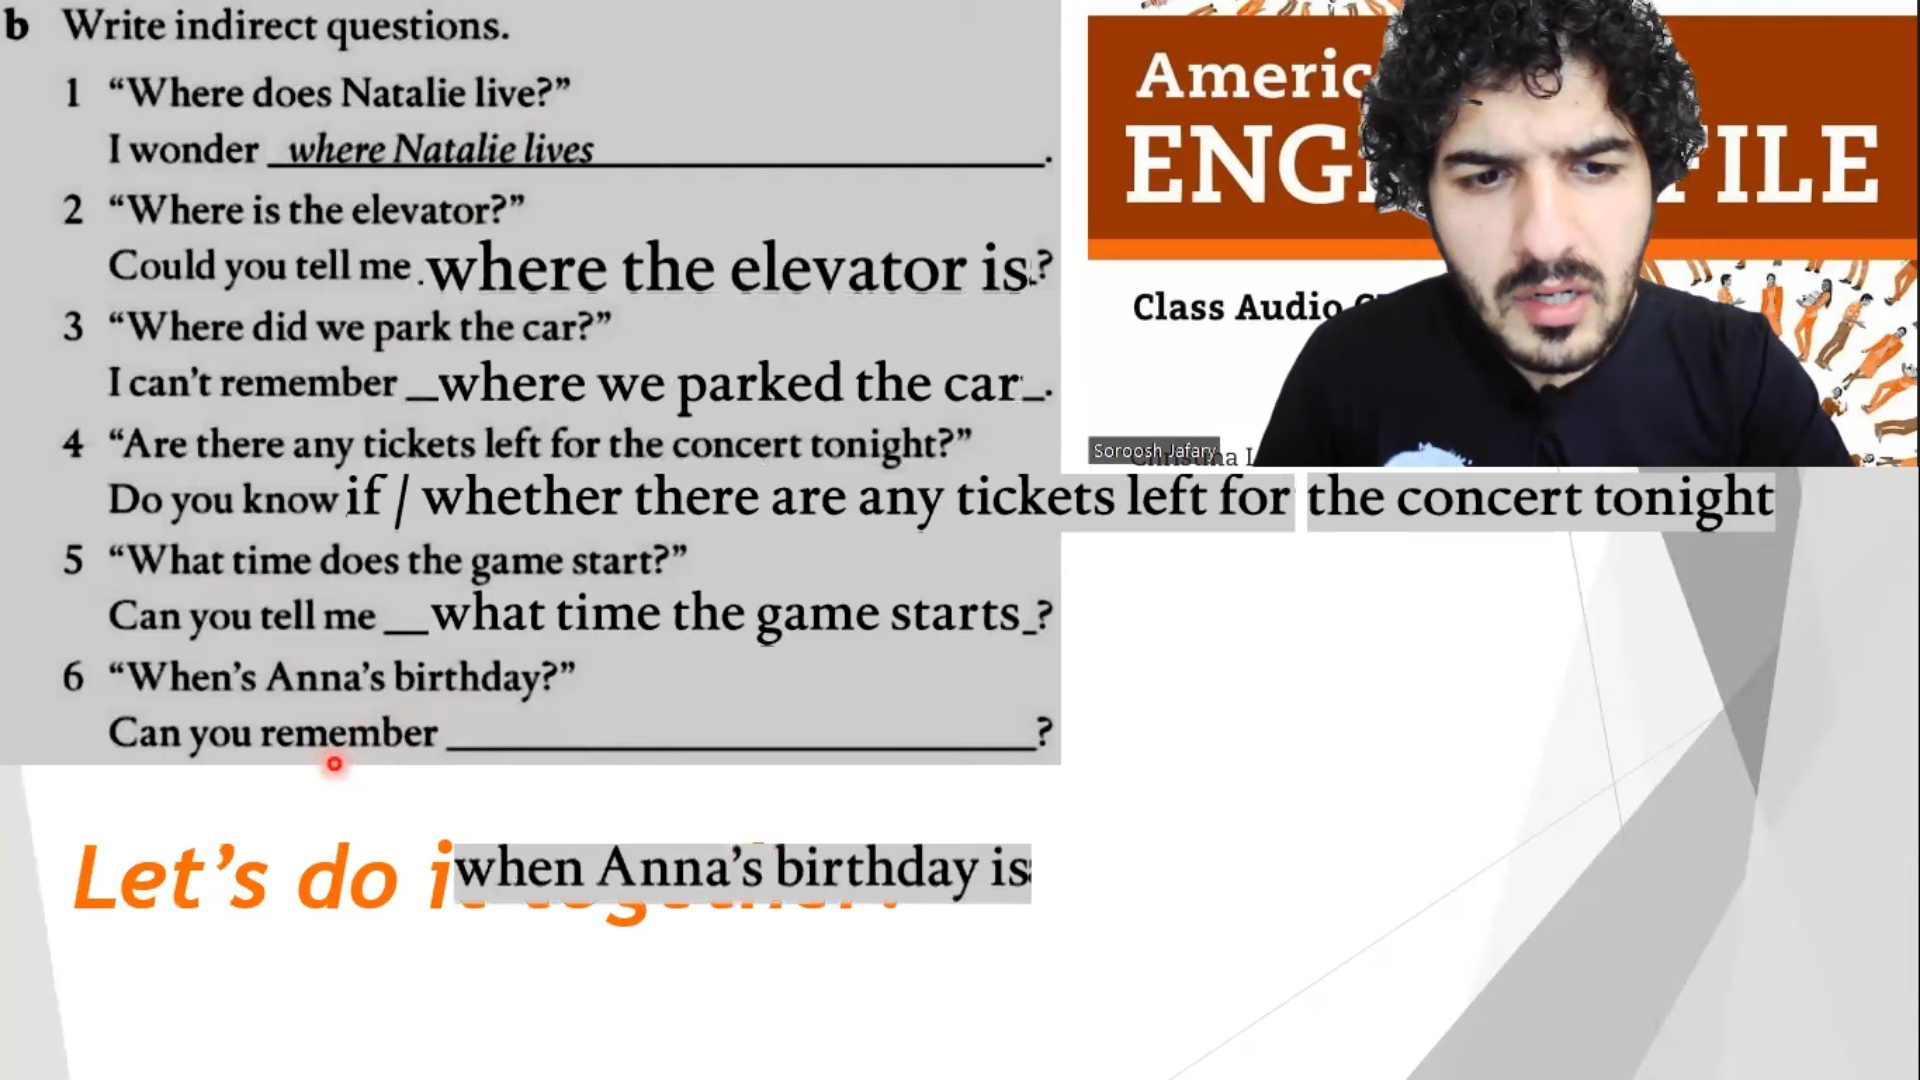 b Write indirect questions.
1 “Where does Natalie live?”
I wonder where Natalie lives.
2 “Where is the elevator?”
Could you tell me where the elevator is?
3 “Where did we park the car?”
I can't remember where we parked the car.
4 “Are there any tickets left for the concert tonight?”
Do you know if / whether there are any tickets left for the concert tonight
5 “What time does the game start?”
Can you tell me what time the game starts?
6 “When's Anna's birthday?”
Can you remember ?
Let's do
when Anna's birthday is
ENG FILE
Class Audio
Soroosh Jafary